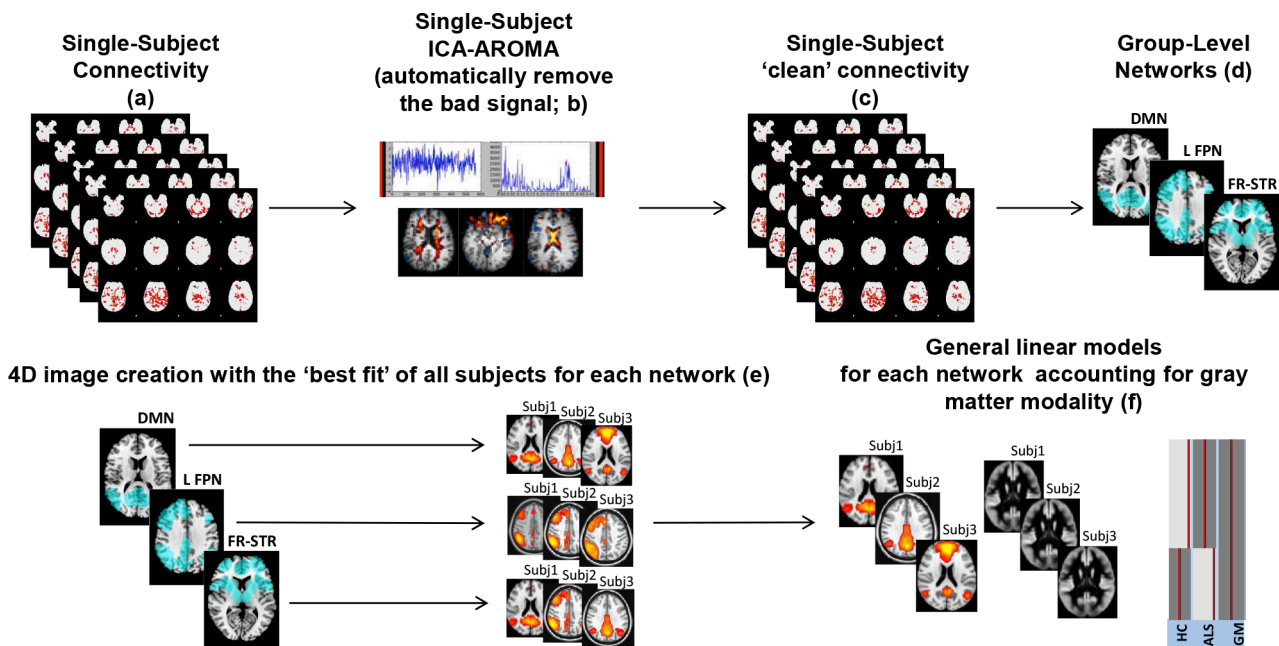 Single-Subject
Connectivity
(a)
Single-Subject
ICA-AROMA
(automatically remove
the bad signal; b)
Single-Subject
‘clean’ connectivity
(c)
Group-Level
Networks (d)
DMN
L FPN
FR-STR
4D image creation with the ‘best fit’ of all subjects for each network (e)
DMN
L FPN
FR-STR
Subj1
Subj2
Subj3
Subj1
Subj2
Subj3
Subj1
Subj2
Subj3
General linear models
for each network accounting for gray
matter modality (f)
Subj1
Subj2
Subj3
Subj1
Subj2
Subj3
HC
ALS
GM